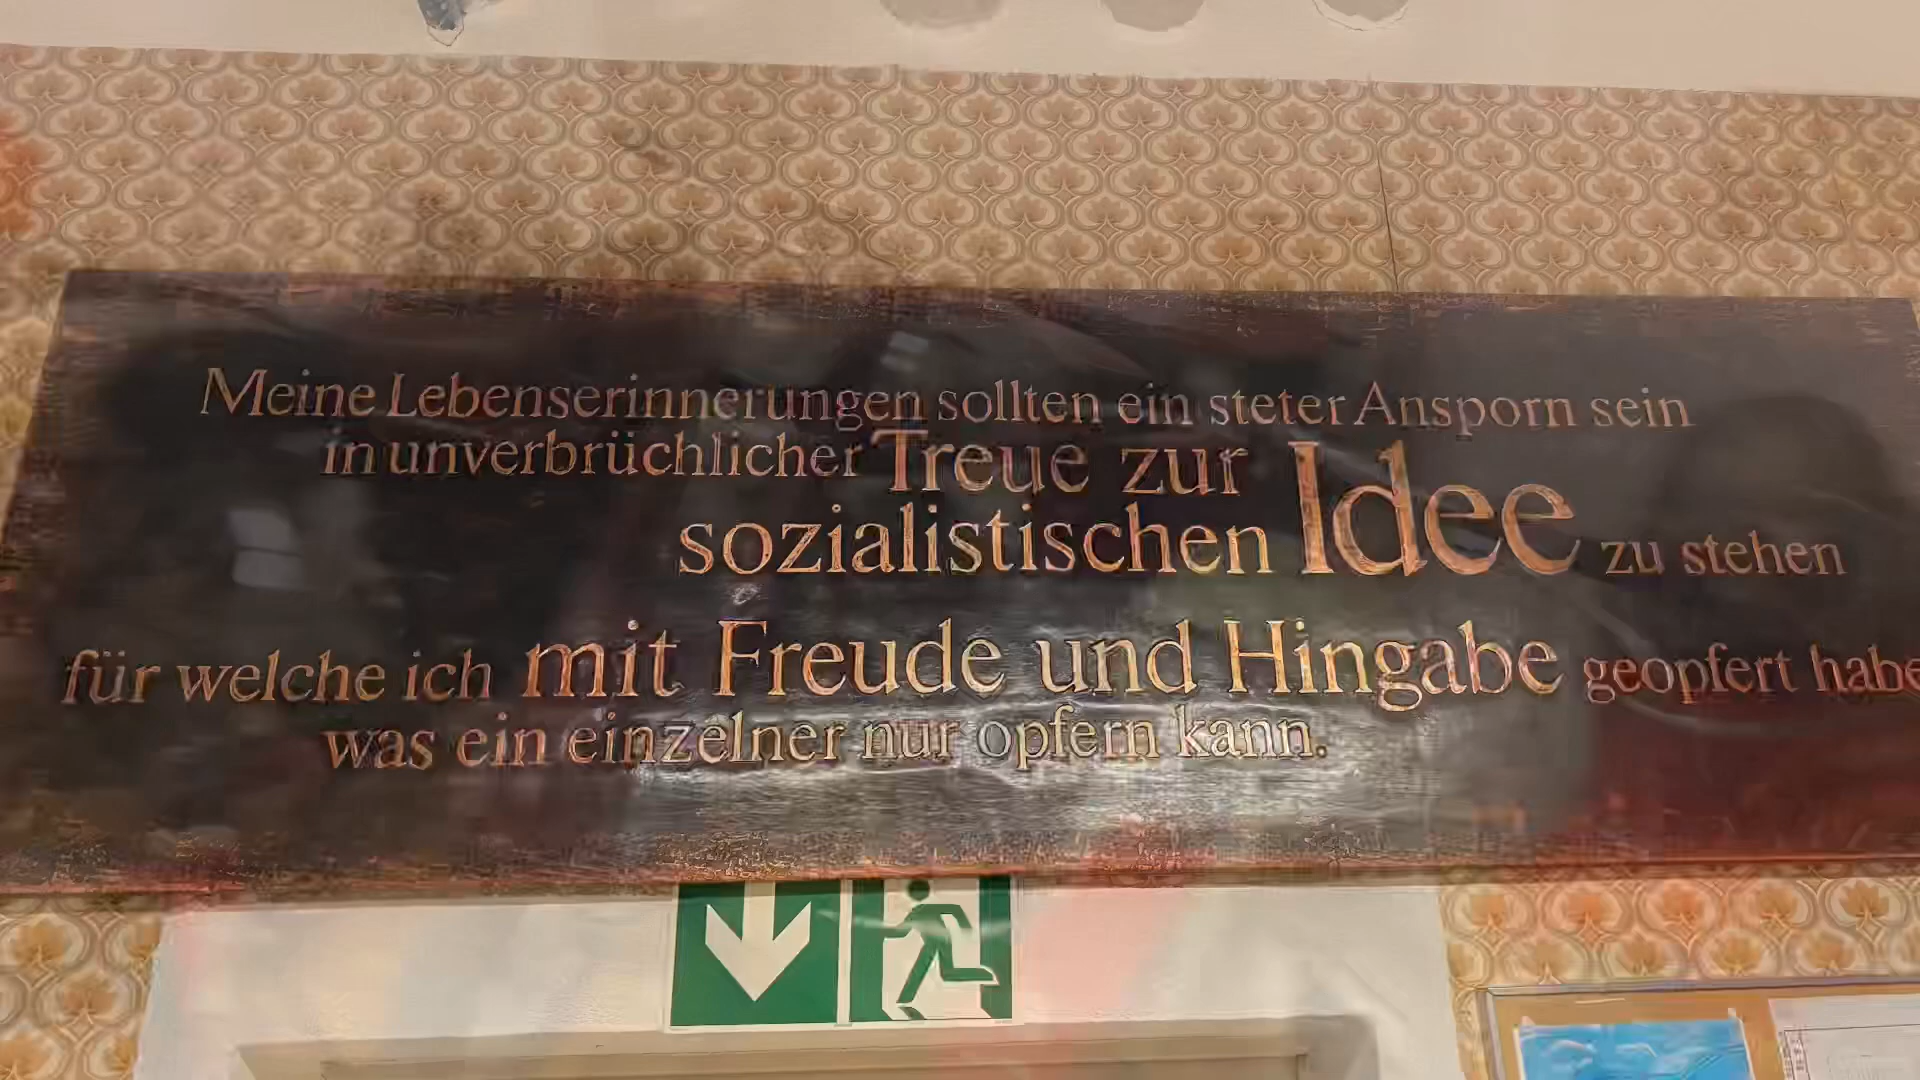 Meine Lebenserinnerungen sollten ein steter Ansporn sein
in unverbrüchlicher Treue zur
sozialistischen Idee zu stehen
für welche ich mit Freude und Hingabe geopfert habe
was ein einzelner nur opfern kann.